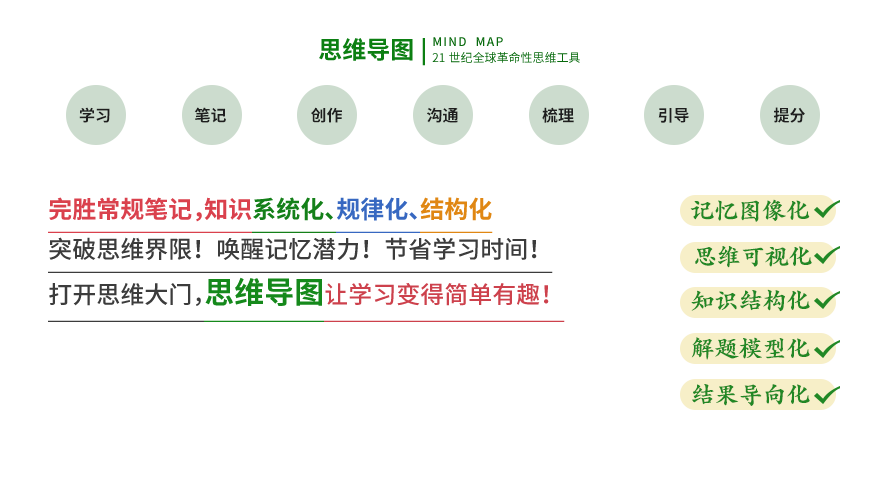 思维导图
MIND MAP
21 世纪全球革命性思维工具
学习 笔记 创作 沟通 梳理 引导 提分
完胜常规笔记,知识系统化、规律化、结构化
突破思维界限！唤醒记忆潜力！节省学习时间！
打开思维大门,思维导图让学习变得简单有趣！
记忆图像化
思维可视化
知识结构化
解题模型化
结果导向化